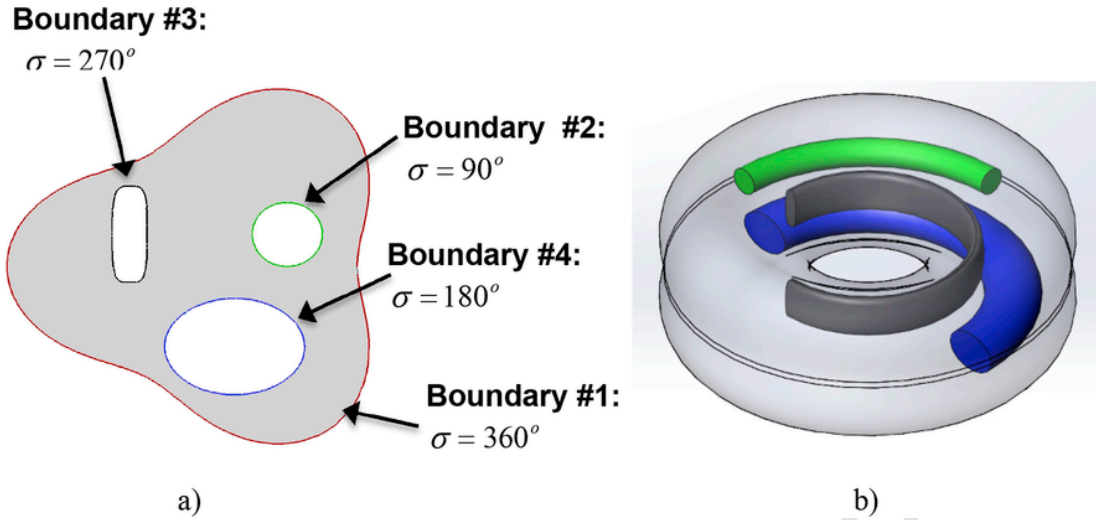 Boundary #3:
σ = 270°
Boundary #2:
σ = 90°
Boundary #4:
σ = 180°
Boundary #1:
σ = 360°
a)
b)